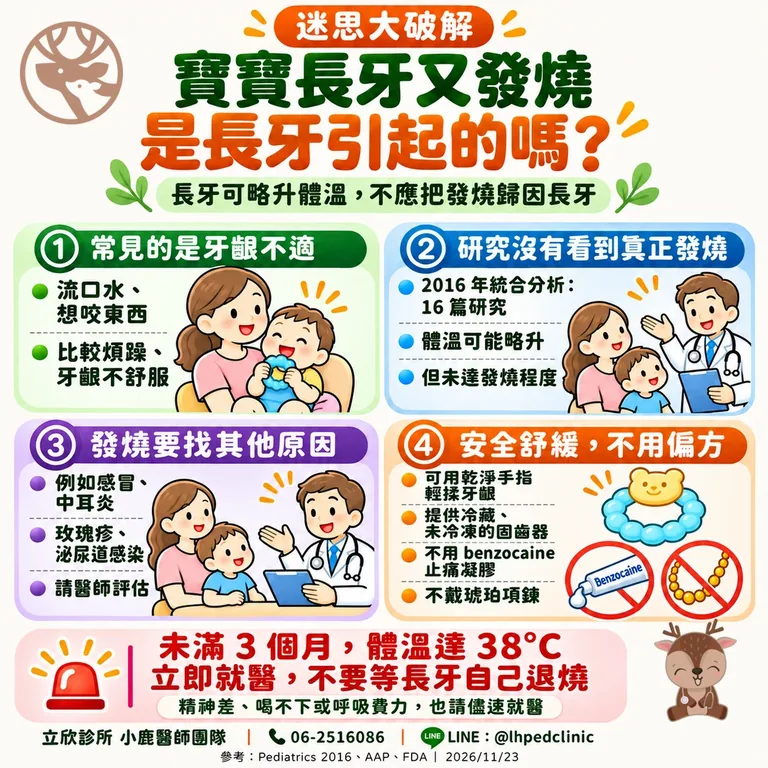 迷思大破解
寶寶長牙又發燒
是長牙引起的嗎？
長牙可略升體溫，不應把發燒歸因長牙
1 常見的是牙齦不適
流口水、
想咬東西
比較煩躁、
牙齦不舒服
2 研究沒有看到真正發燒
2016 年統合分析：
16 篇研究
體溫可能略升
但未達發燒程度
3 發燒要找其他原因
例如感冒、
中耳炎
玫瑰疹、
泌尿道感染
請醫師評估
4 安全舒緩，不用偏方
可用乾淨手指
輕揉牙齦
提供冷藏、
未冷凍的固齒器
不用 benzocaine
止痛凝膠
不戴琥珀項鍊
Benzocaine
未滿 3 個月，體溫達 38°C
立即就醫，不要等長牙自己退燒
精神差、喝不下或呼吸費力，也請儘速就醫
立欣診所 小鹿醫師團隊 | 06-2516086 | LINE LINE：@lhpedclinic
參考：Pediatrics 2016、AAP、FDA | 2026/11/23